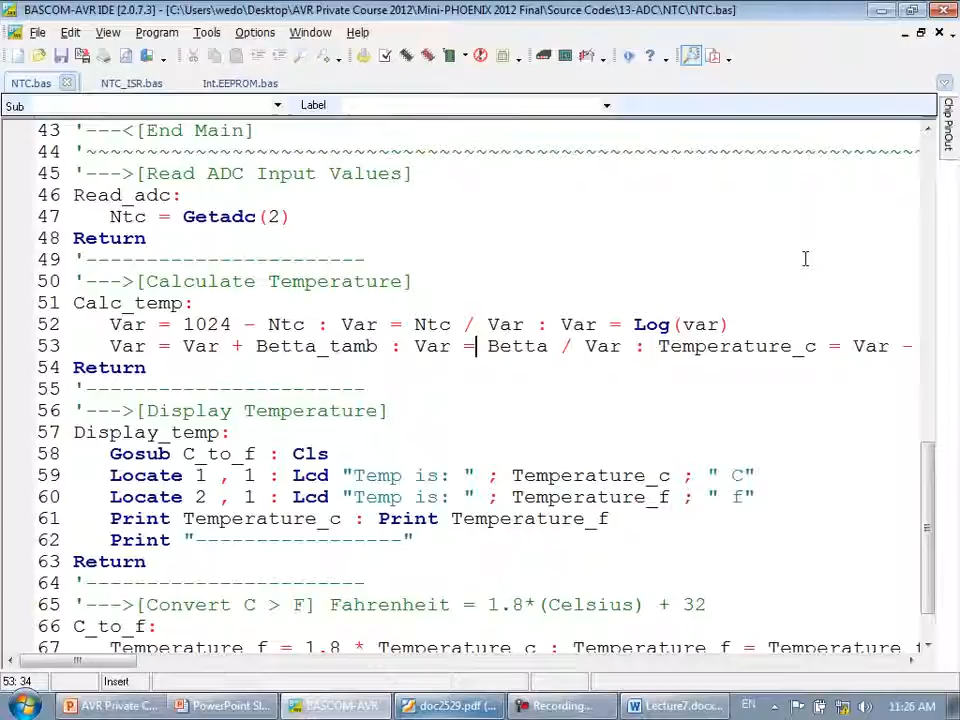 BASCOM-AVR IDE [2.0.7.3] - [C:\Users\wedo\Desktop\AVR Private Course 2012\Mini-PHOENIX 2012 Final\Source Codes\13-ADC\NTC\NTC.bas]
File Edit View Program Tools Options Window Help
NTC.bas NTC_ISR.bas Int.EEPROM.bas
Sub Label
Chip PinOut
43 '---<[End Main]
44 '~~~~~~~~~~~~~~~~~~~~~~~~~~~~~~~~~~~~~~~~~~~~~~~~~~~~~~~~~~~~~~~~~~~~~
45 '--->[Read ADC Input Values]
46 Read_adc:
47 Ntc = Getadc(2)
48 Return
49 '-----------------------
50 '--->[Calculate Temperature]
51 Calc_temp:
52 Var = 1024 - Ntc : Var = Ntc / Var : Var = Log(var)
53 Var = Var + Betta_tamb : Var = Betta / Var : Temperature_c = Var -
54 Return
55 '-----------------------
56 '--->[Display Temperature]
57 Display_temp:
58 Gosub C_to_f : Cls
59 Locate 1 , 1 : Lcd "Temp is: " ; Temperature_c ; " C"
60 Locate 2 , 1 : Lcd "Temp is: " ; Temperature_f ; " f"
61 Print Temperature_c : Print Temperature_f
62 Print "-----------------"
63 Return
64 '-----------------------
65 '--->[Convert C > F] Fahrenheit = 1.8*(Celsius) + 32
66 C_to_f:
67 Temperature_f = 1.8 * Temperature_c : Temperature_f = Temperature_f
53: 34 Insert
AVR Private C... PowerPoint Sl... BASCOM-AVR doc2529.pdf (... Recording... Lecture7.docx... EN 11:26 AM